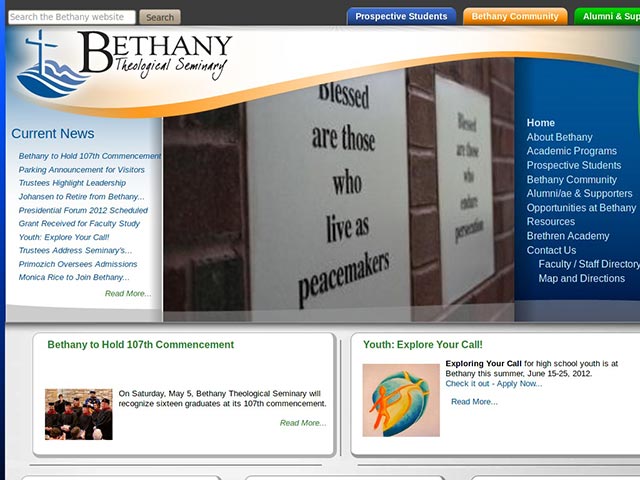 Search the Bethany website
Search
Prospective Students
Bethany Community
Alumni & Sup
BETHANY
Theological Seminary
Current News
Bethany to Hold 107th Commencement
Parking Announcement for Visitors
Trustees Highlight Leadership
Johansen to Retire from Bethany...
Presidential Forum 2012 Scheduled
Grant Received for Faculty Study
Youth: Explore Your Call!
Trustees Address Seminary's...
Primozich Oversees Admissions
Monica Rice to Join Bethany...
Read More...
Blessed
are those
who
live as
peacemakers
Blessed
are those
who
endure
persecution
Home
About Bethany
Academic Programs
Prospective Students
Bethany Community
Alumni/ae & Supporters
Opportunities at Bethany
Resources
Brethren Academy
Contact Us
Faculty / Staff Directory
Map and Directions
Bethany to Hold 107th Commencement
On Saturday, May 5, Bethany Theological Seminary will
recognize sixteen graduates at its 107th commencement.
Read More...
Youth: Explore Your Call!
Exploring Your Call for high school youth is at
Bethany this summer, June 15-25, 2012.
Check it out - Apply Now...
Read More...